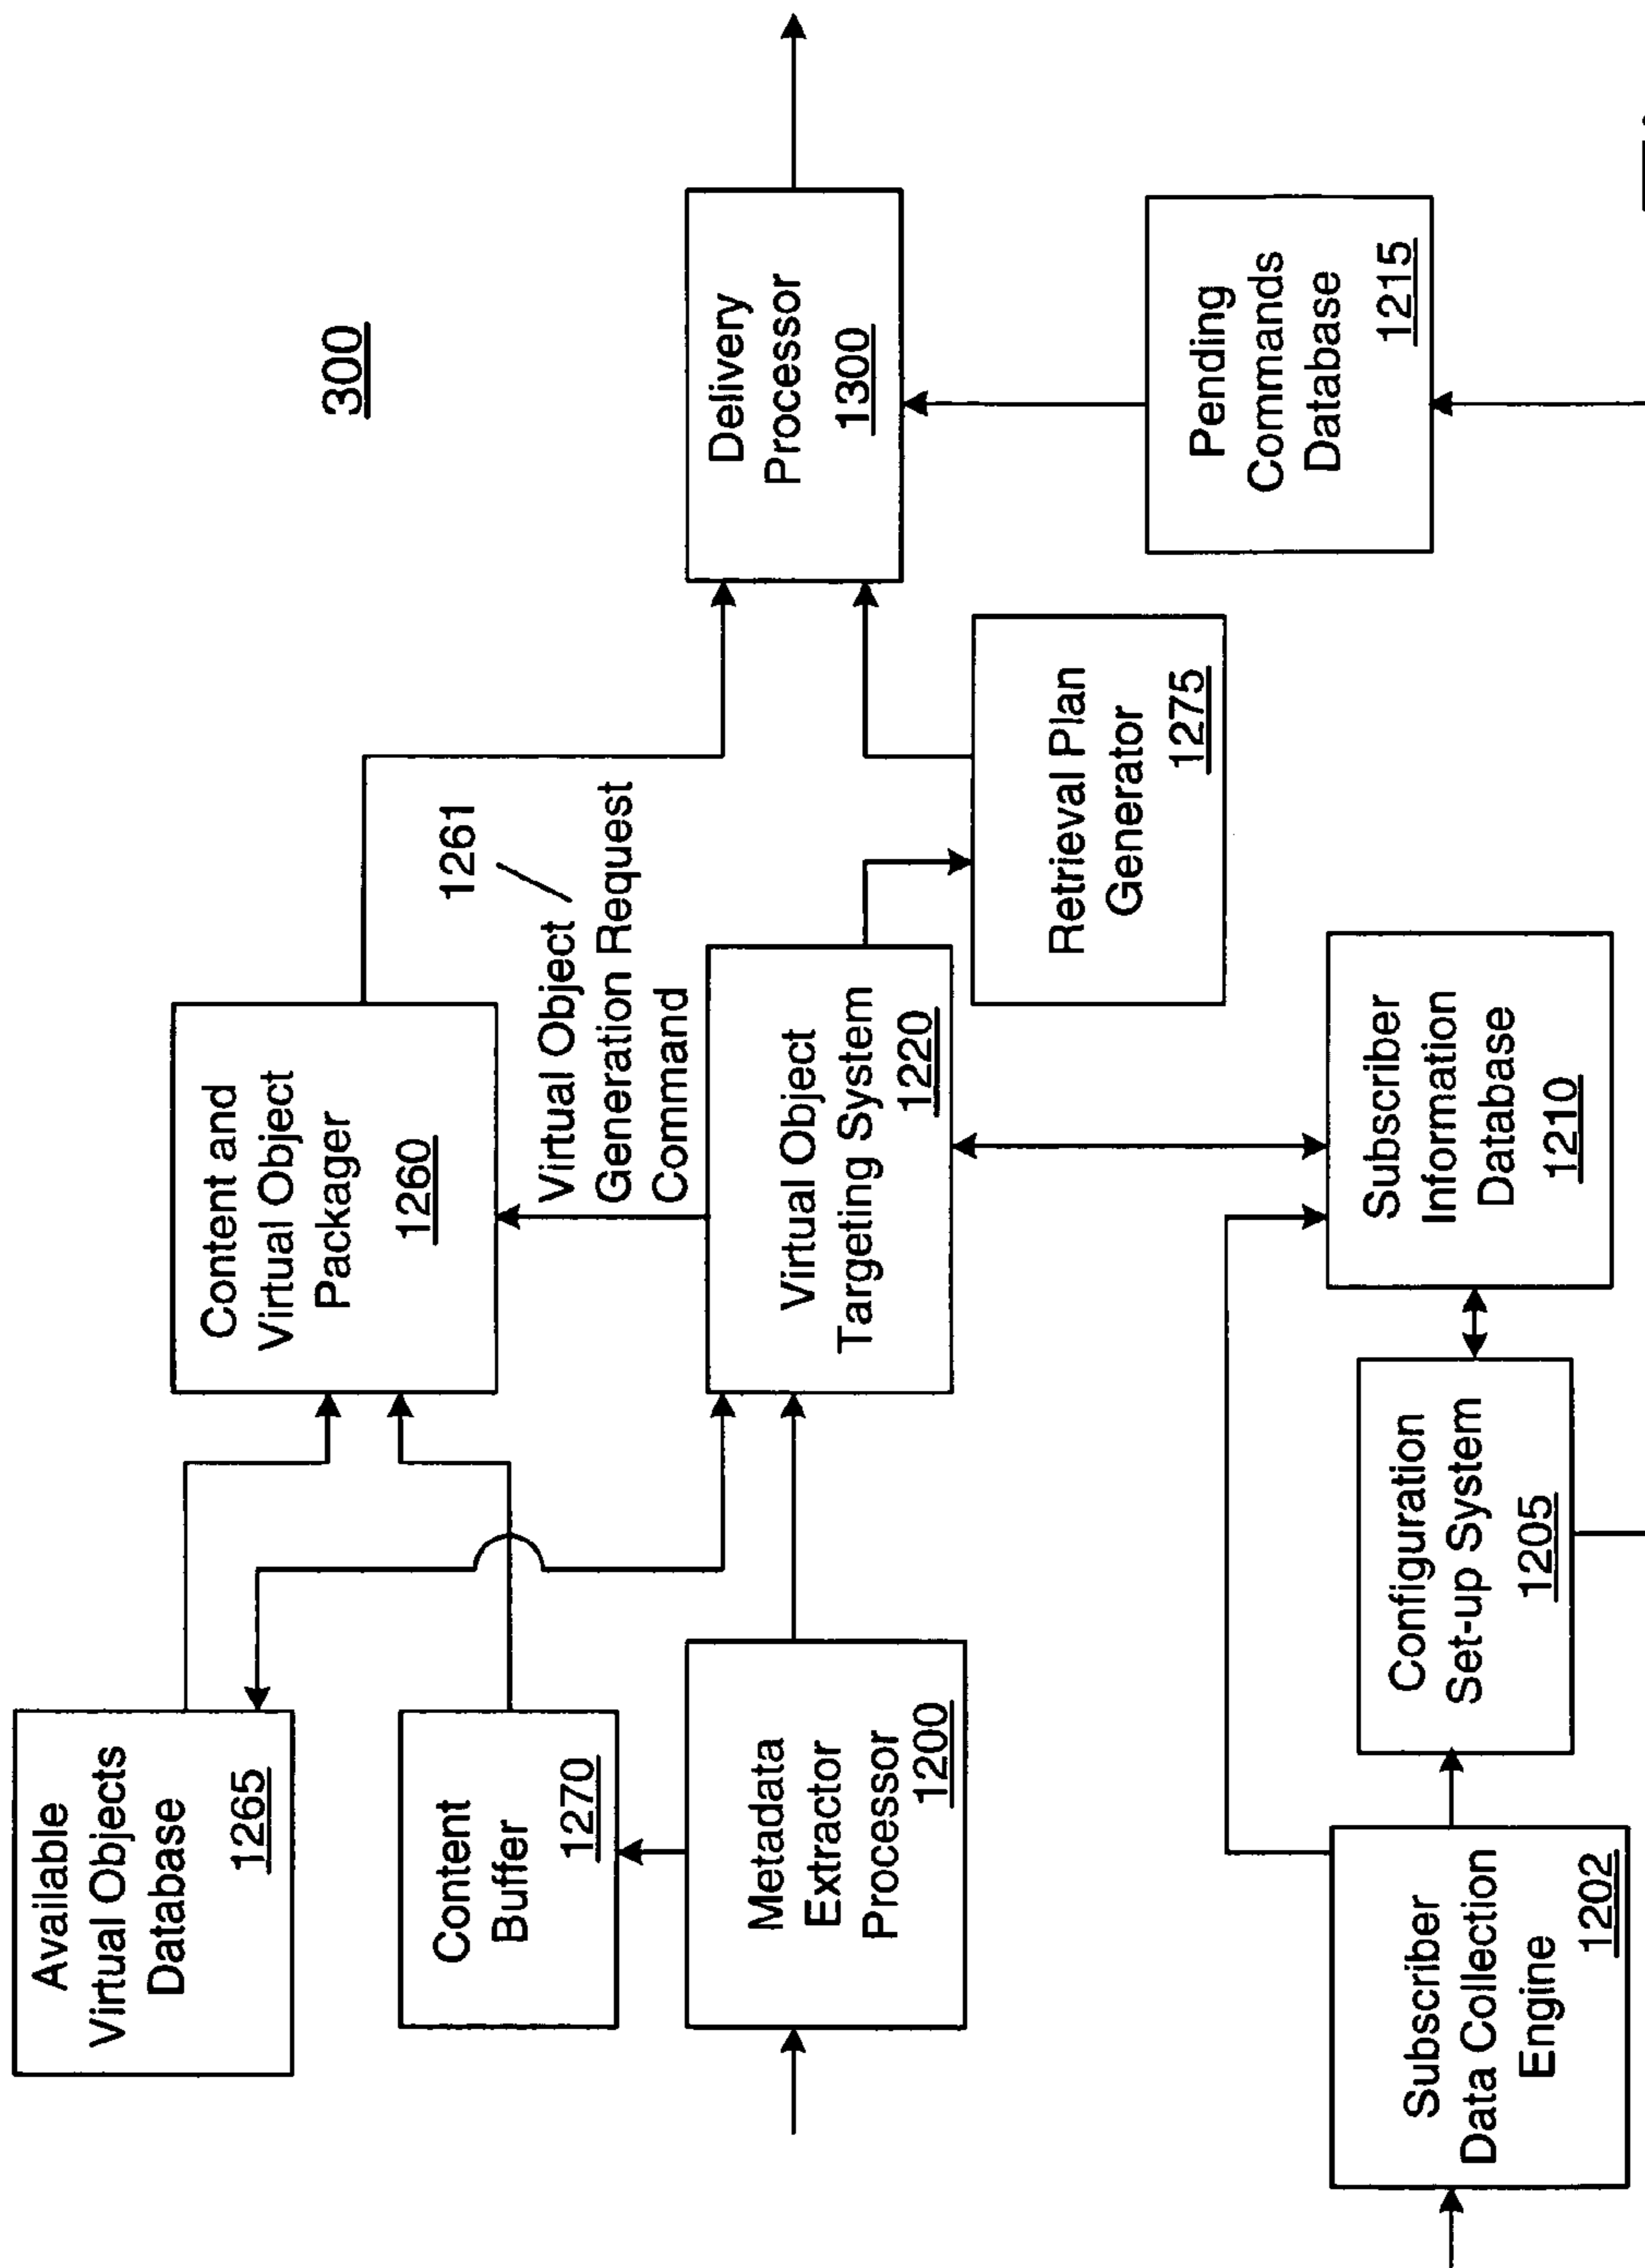 300
Available
Virtual Objects
Database
1265
Content
Buffer
1270
Metadata
Extractor
Processor
1200
Content and
Virtual Object
Packager
1260
1261
Virtual Object
Generation Request
Command
Virtual Object
Targeting System
1220
Retrieval Plan
Generator
1275
Delivery
Processor
1300
Pending
Commands
Database
1215
Subscriber
Data Collection
Engine
1202
Configuration
Set-up System
1205
Subscriber
Information
Database
1210